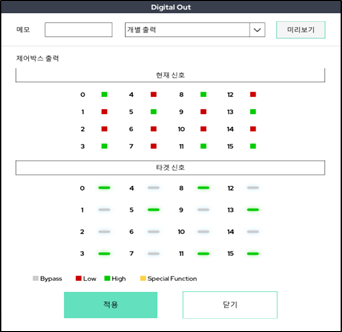 Digital Out
메모 개별 출력 미리보기
제어박스 출력
현재 신호
0 4 8 12
1 5 9 13
2 6 10 14
3 7 11 15
타겟 신호
0 4 8 12
1 5 9 13
2 6 10 14
3 7 11 15
Bypass Low High Special Function
적용 닫기